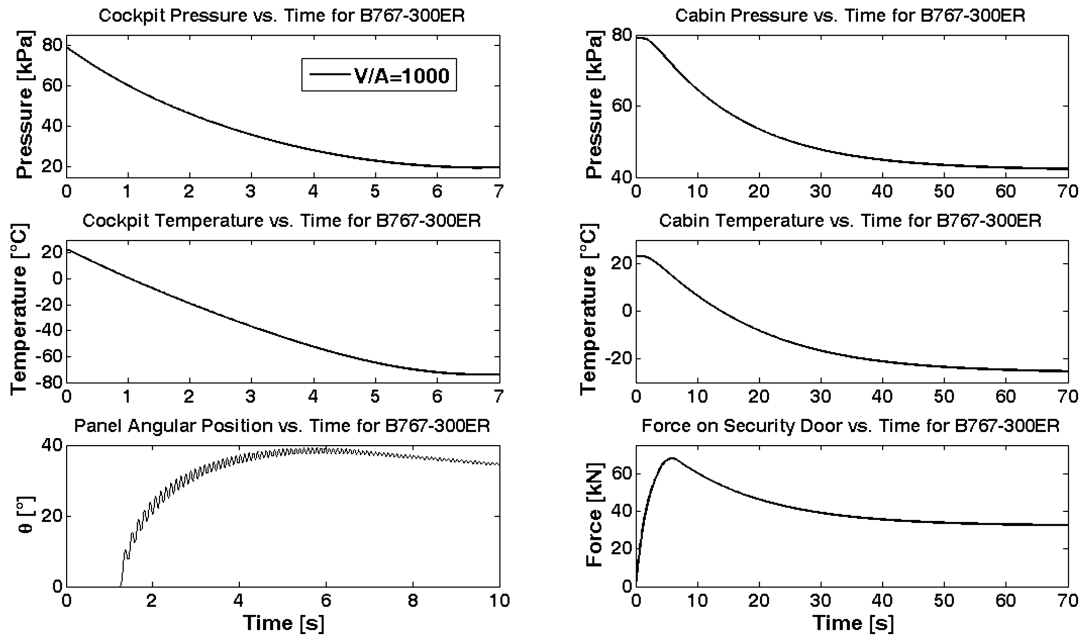 Cockpit Pressure vs. Time for B767-300ER
Pressure [kPa]
80
60
40
20
V/A=1000
0 1 2 3 4 5 6 7
Cabin Pressure vs. Time for B767-300ER
Pressure [kPa]
80
60
40
0 10 20 30 40 50 60 70
Cockpit Temperature vs. Time for B767-300ER
Temperature [°C]
20
0
-20
-40
-60
-80
0 1 2 3 4 5 6 7
Cabin Temperature vs. Time for B767-300ER
Temperature [°C]
20
0
-20
0 10 20 30 40 50 60 70
Panel Angular Position vs. Time for B767-300ER
θ [°]
40
20
0
0 2 4 6 8 10
Time [s]
Force on Security Door vs. Time for B767-300ER
Force [kN]
60
40
20
0
0 10 20 30 40 50 60 70
Time [s]